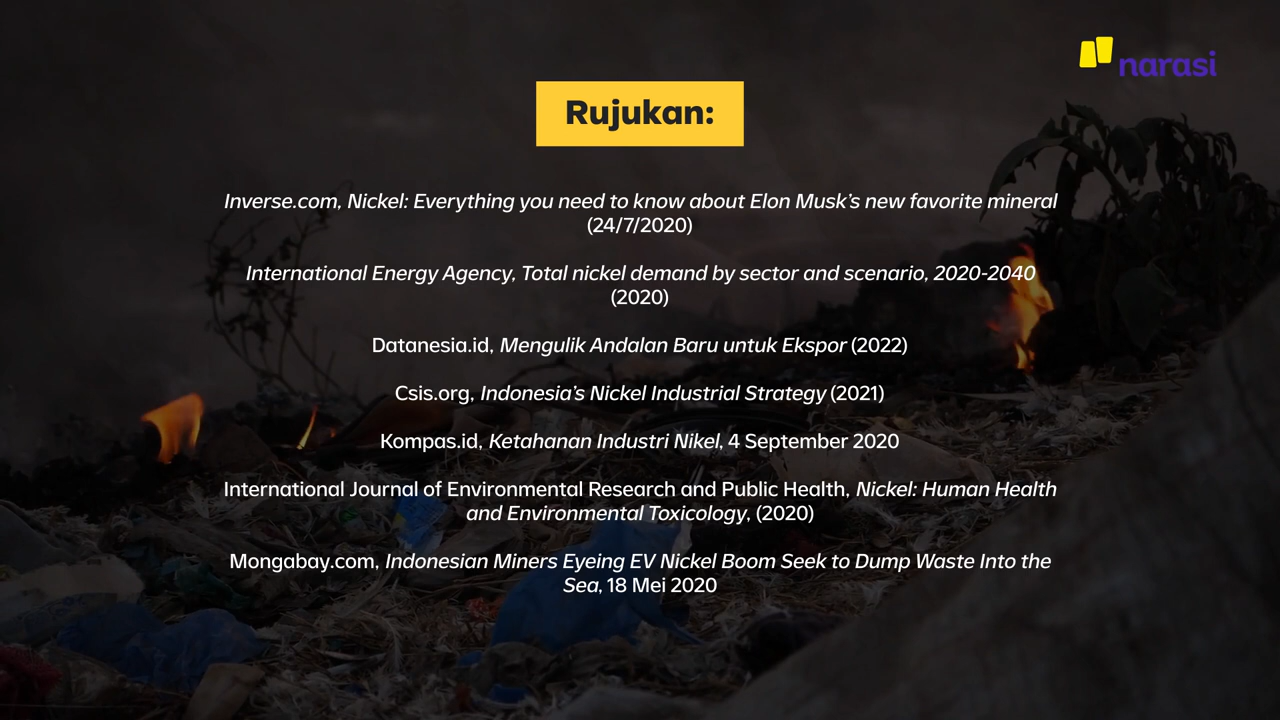 narasi
Rujukan:
Inverse.com, Nickel: Everything you need to know about Elon Musk's new favorite mineral
(24/7/2020)
International Energy Agency, Total nickel demand by sector and scenario, 2020-2040
(2020)
Datanesia.id, Mengulik Andalan Baru untuk Ekspor (2022)
Csis.org, Indonesia's Nickel Industrial Strategy (2021)
Kompas.id, Ketahanan Industri Nikel, 4 September 2020
International Journal of Environmental Research and Public Health, Nickel: Human Health
and Environmental Toxicology, (2020)
Mongabay.com, Indonesian Miners Eyeing EV Nickel Boom Seek to Dump Waste Into the
Sea, 18 Mei 2020